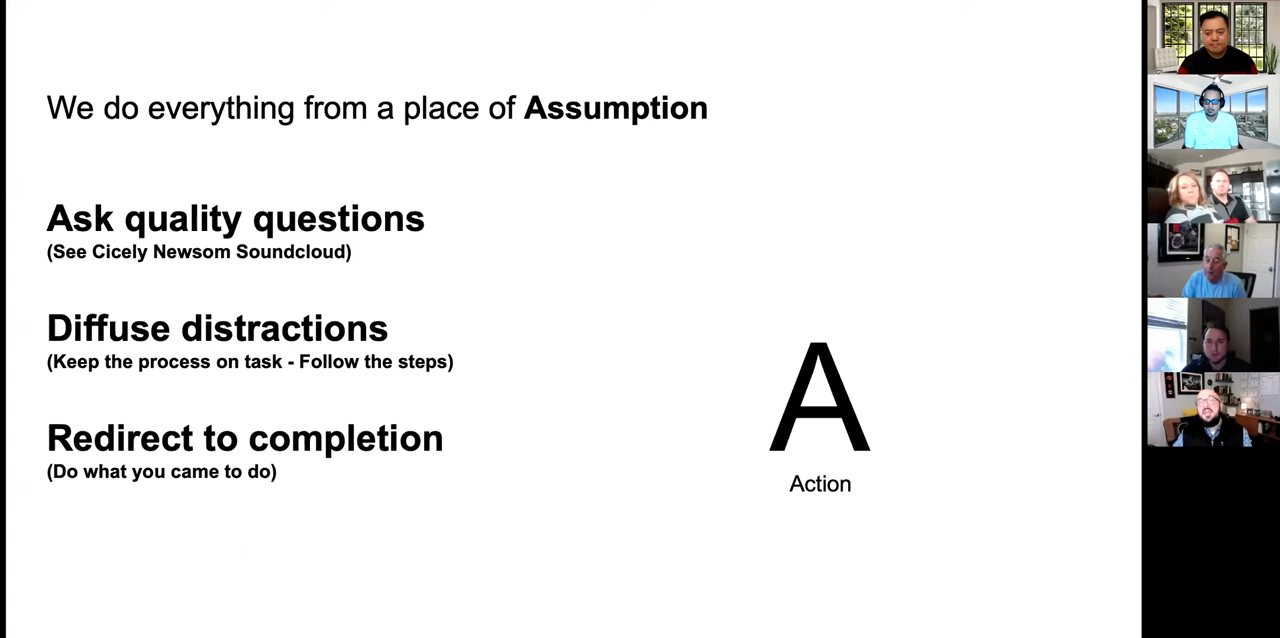 We do everything from a place of Assumption
Ask quality questions
(See Cicely Newsom Soundcloud)
Diffuse distractions
(Keep the process on task - Follow the steps)
Redirect to completion
(Do what you came to do)
A
Action